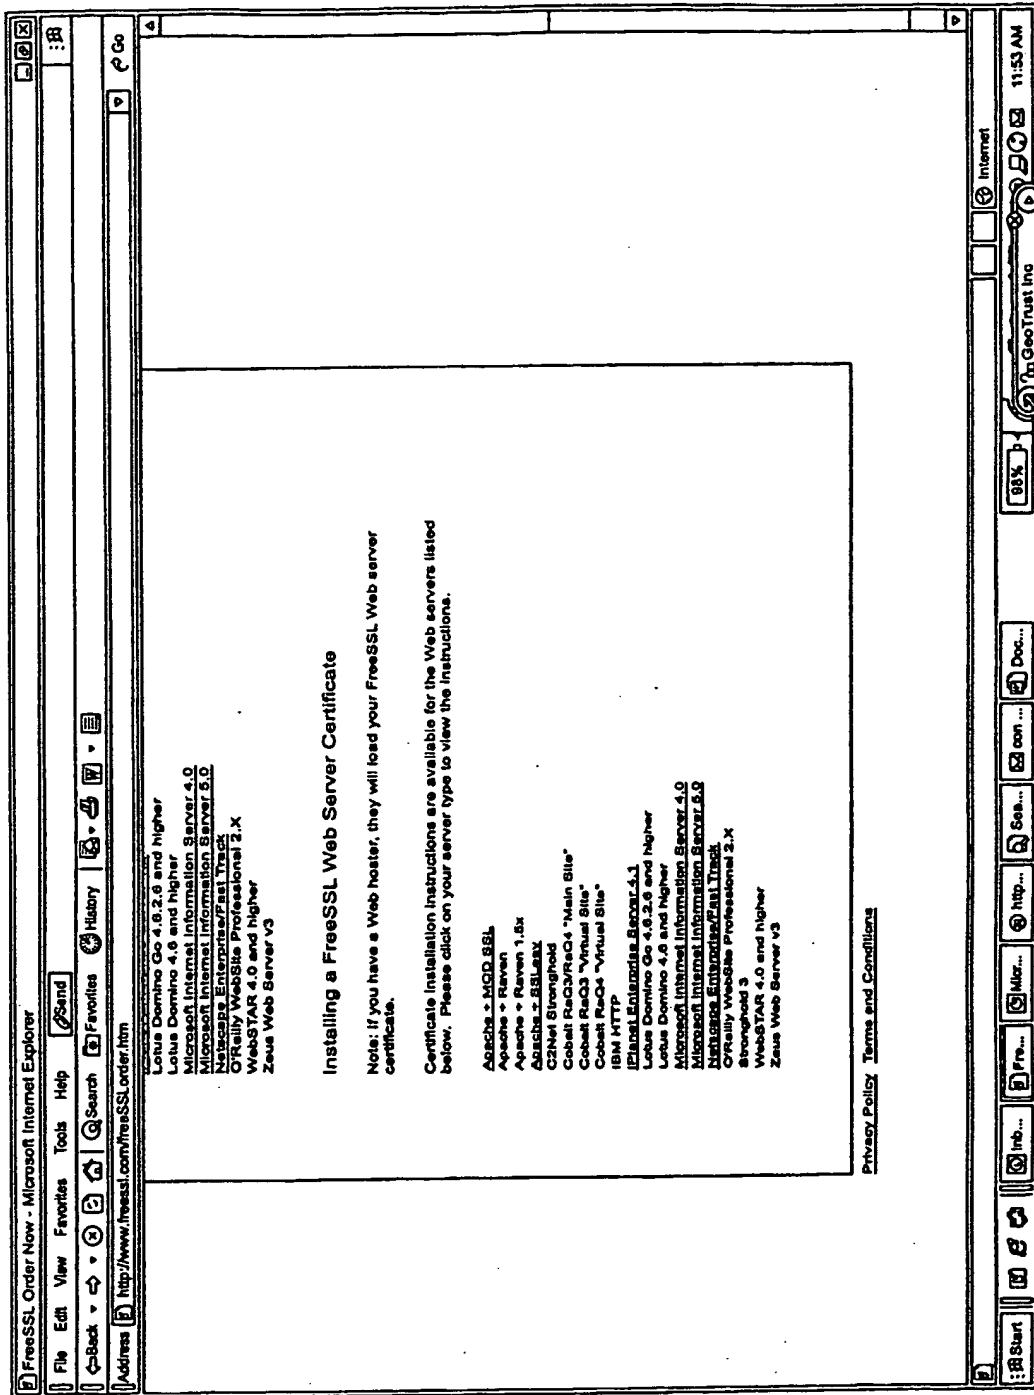 FreeSSL Order Now - Microsoft Internet Explorer
File Edit View Favorites Tools Help Send
Back Search Favorites History
Address http://www.freessl.com/freeSSLorder.htm Go
Lotus Domino Go 4.6.2.6 and higher
Lotus Domino 4.6 and higher
Microsoft Internet Information Server 4.0
Microsoft Internet Information Server 5.0
Netscape Enterprise/Fast Track
O'Reilly WebSite Professional 2.X
WebSTAR 4.0 and higher
Zeus Web Server v3
Installing a FreeSSL Web Server Certificate
Note: If you have a Web hoster, they will load your FreeSSL Web server
certificate.
Certificate installation instructions are available for the Web servers listed
below. Please click on your server type to view the instructions.
Apache + MOD SSL
Apache + Raven
Apache + Raven 1.5x
Apache + SSLeay
C2Net Stronghold
Cobalt RaQ3/RaQ4 "Main Site"
Cobalt RaQ3 "Virtual Site"
Cobalt RaQ4 "Virtual Site"
IBM HTTP
iPlanet Enterprise Server 4.1
Lotus Domino Go 4.6.2.6 and higher
Lotus Domino 4.6 and higher
Microsoft Internet Information Server 4.0
Microsoft Internet Information Server 5.0
Netscape Enterprise/Fast Track
O'Reilly WebSite Professional 2.X
Stronghold 3
WebSTAR 4.0 and higher
Zeus Web Server v3
Privacy Policy Terms and Conditions
Internet
Start Inb... Fre... Micr... http... Sea... con ... Doc... 98% GeoTrust Inc 11:53 AM